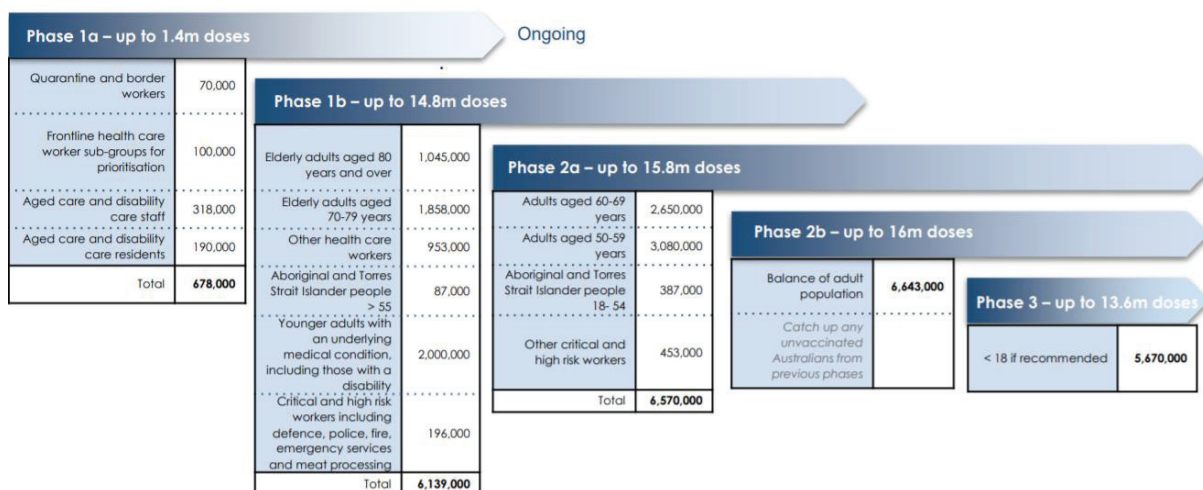 Phase 1a – up to 1.4m doses
Ongoing
Quarantine and border
workers
70,000
Frontline health care
worker sub-groups for
prioritisation
100,000
Aged care and disability
care staff
318,000
Aged care and disability
care residents
190,000
Total
678,000
Phase 1b – up to 14.8m doses
Elderly adults aged 80
years and over
1,045,000
Elderly adults aged
70-79 years
1,858,000
Other health care
workers
953,000
Aboriginal and Torres
Strait Islander people
> 55
87,000
Younger adults with
an underlying
medical condition,
including those with a
disability
2,000,000
Critical and high risk
workers including
defence, police, fire,
emergency services
and meat processing
196,000
Total
6,139,000
Phase 2a – up to 15.8m doses
Adults aged 60-69
years
2,650,000
Adults aged 50-59
years
3,080,000
Aboriginal and Torres
Strait Islander people
18- 54
387,000
Other critical and
high risk workers
453,000
Total
6,570,000
Phase 2b – up to 16m doses
Balance of adult
population
6,643,000
Catch up any
unvaccinated
Australians from
previous phases
Phase 3 – up to 13.6m doses
< 18 if recommended
5,670,000